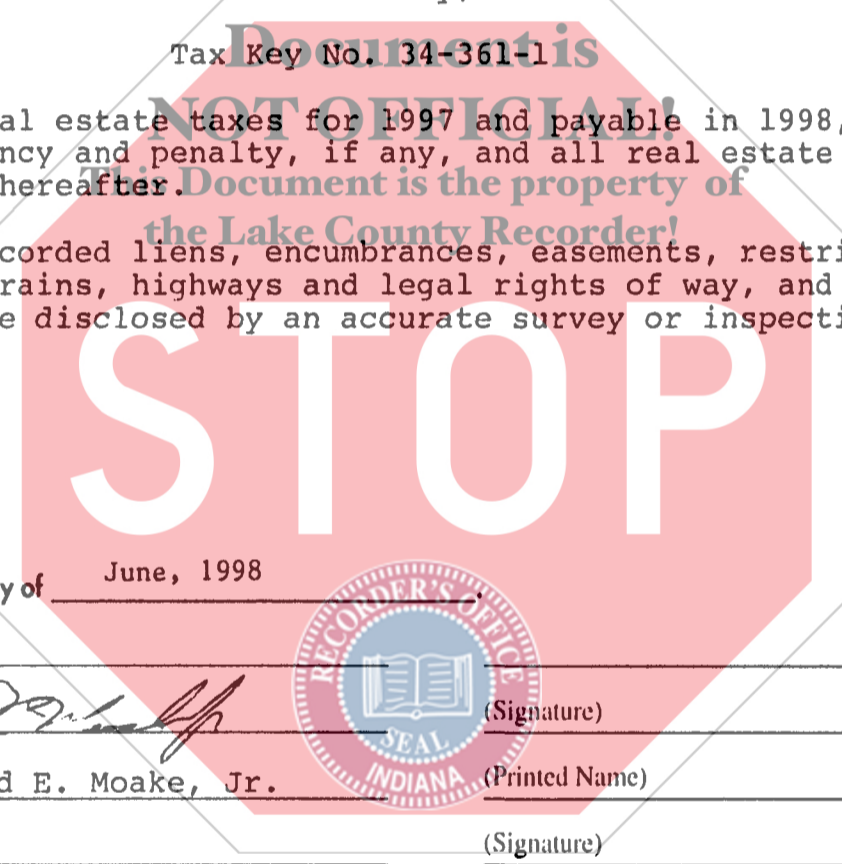 Document is
Tax Key No. 34-361-1
NOT OFFICIAL!
al estate taxes for 1997 and payable in 1998,
ncy and penalty, if any, and all real estate
hereafter.
This Document is the property of
the Lake County Recorder!
corded liens, encumbrances, easements, restri
rains, highways and legal rights of way, and
e disclosed by an accurate survey or inspecti
STOP
y of June, 1998.
RECORDER'S OFFICE
SEAL
INDIANA
(Signature)
d E. Moake, Jr. (Printed Name)
(Signature)